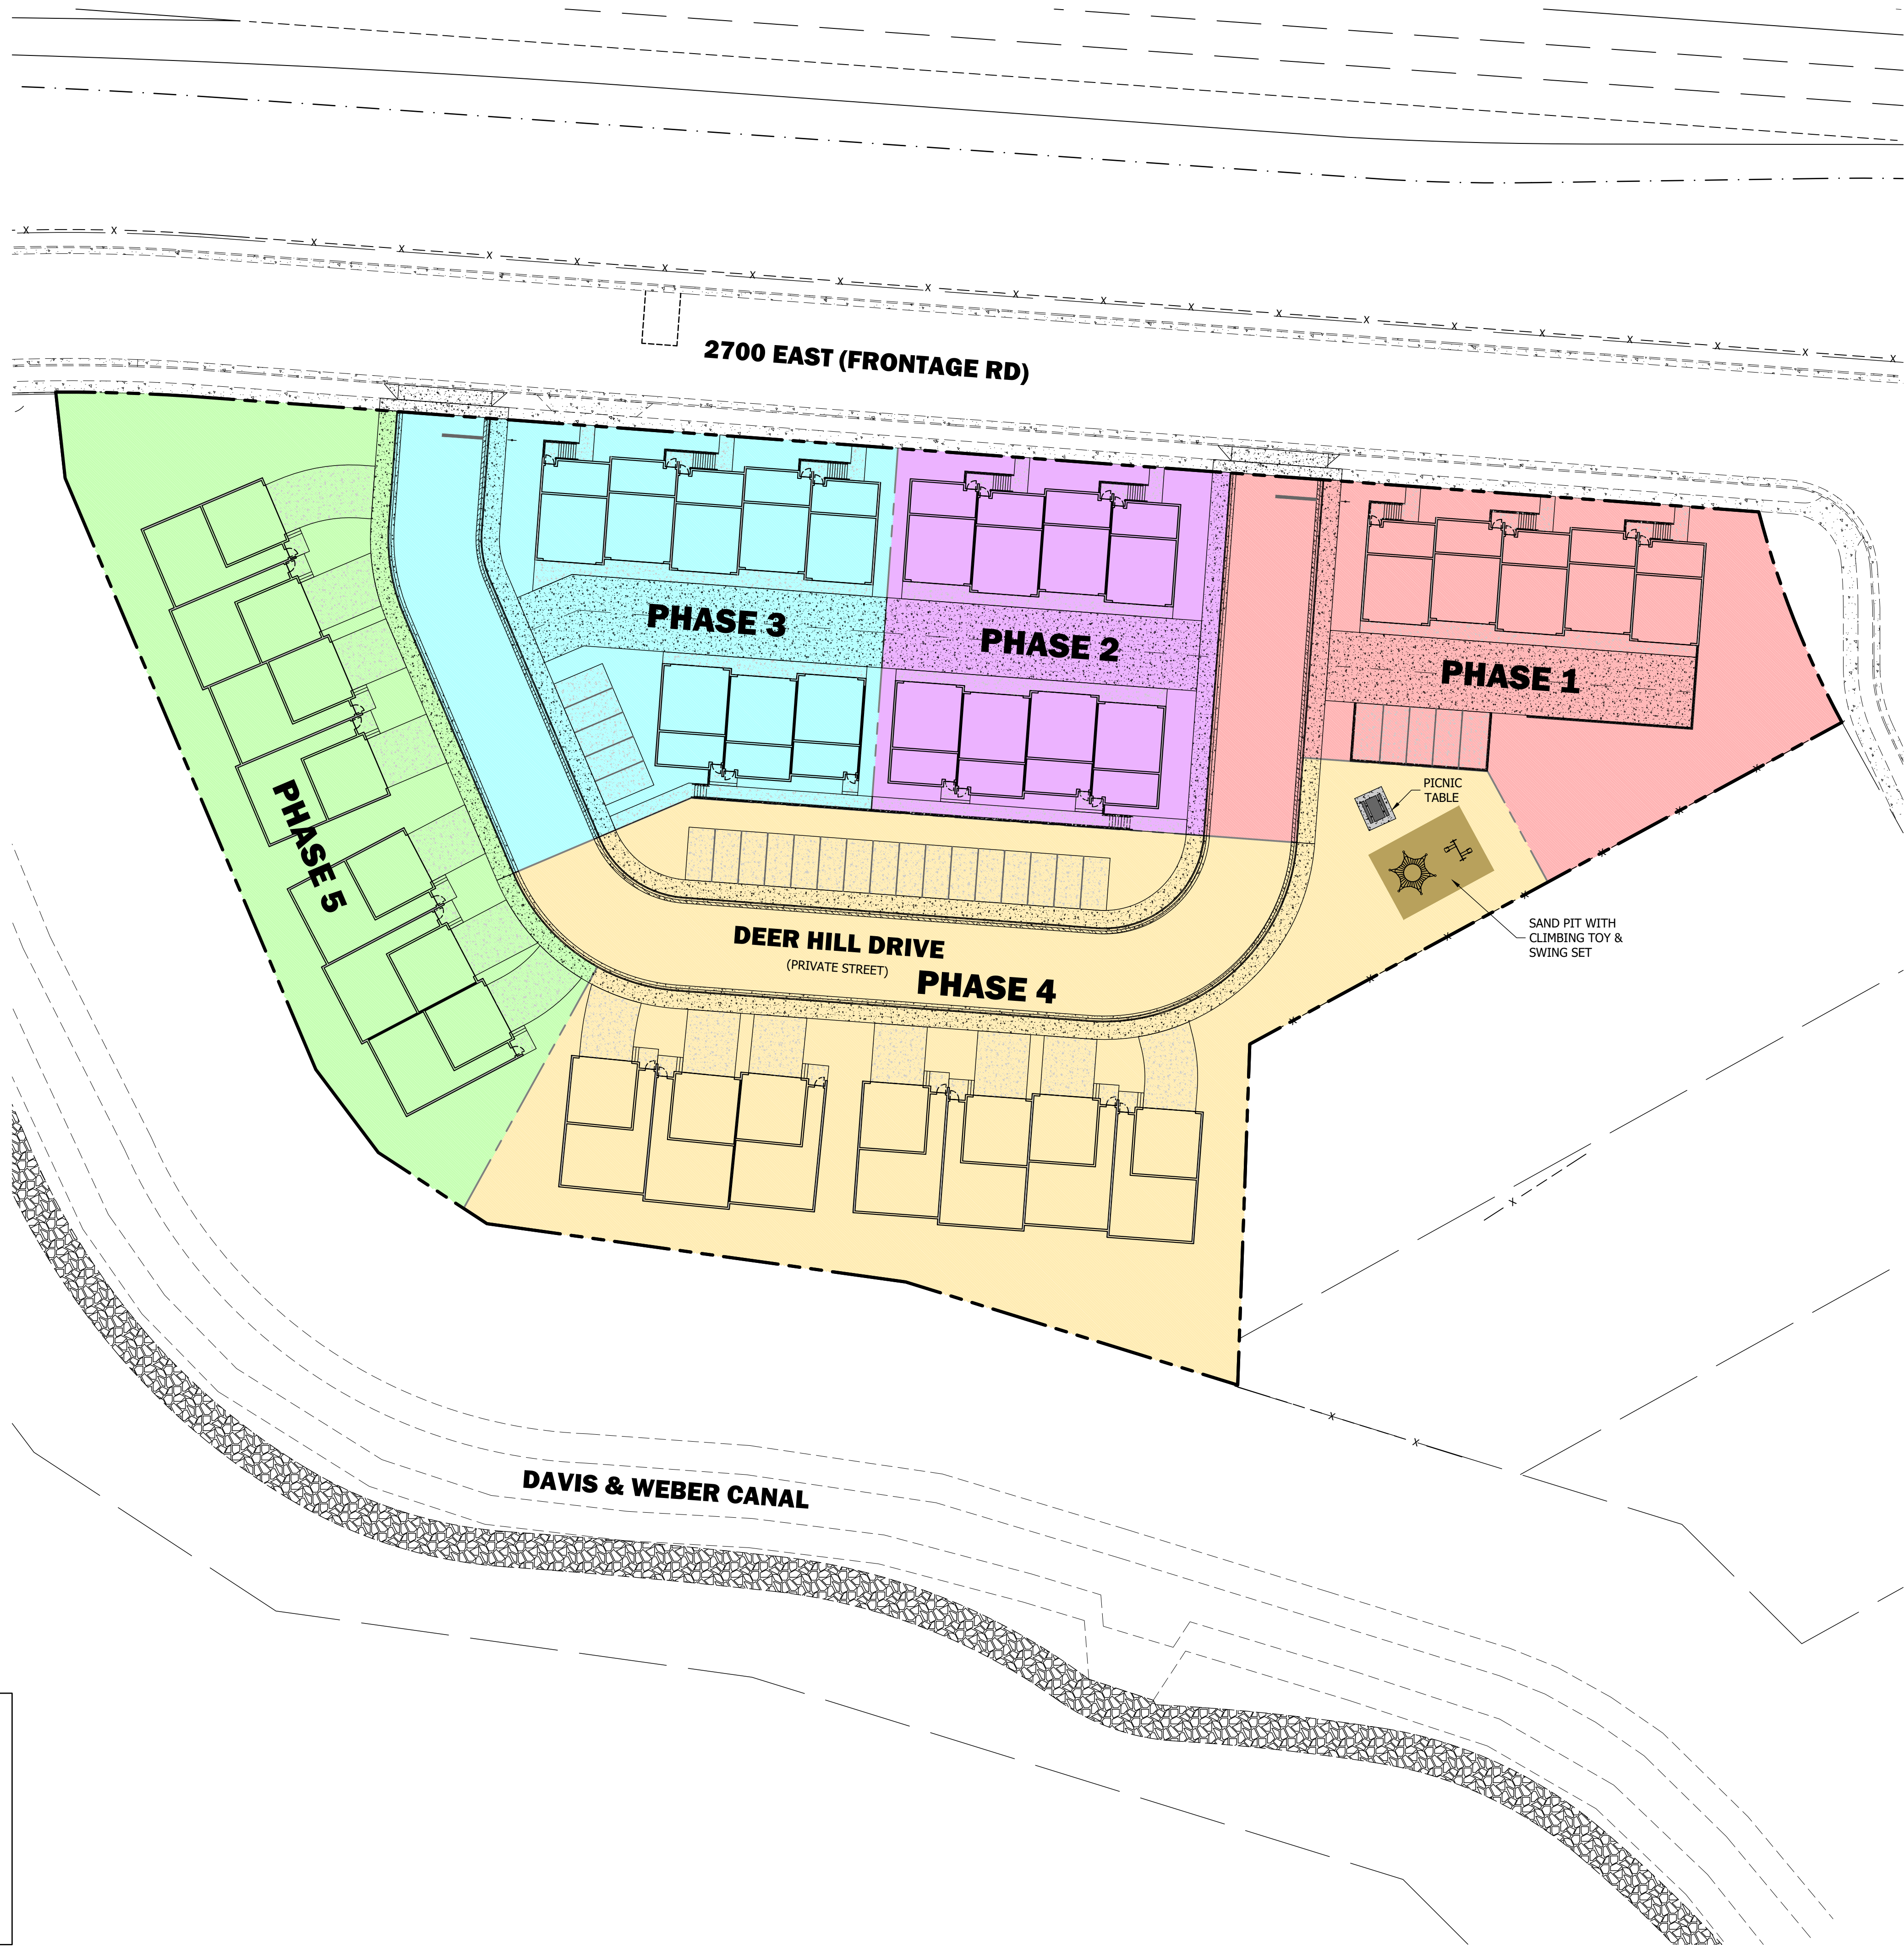 2700 EAST (FRONTAGE RD)
PHASE 3
PHASE 2
PHASE 1
PICNIC
TABLE
PHASE 5
SAND PIT WITH
CLIMBING TOY &
SWING SET
DEER HILL DRIVE
(PRIVATE STREET)
PHASE 4
DAVIS & WEBER CANAL